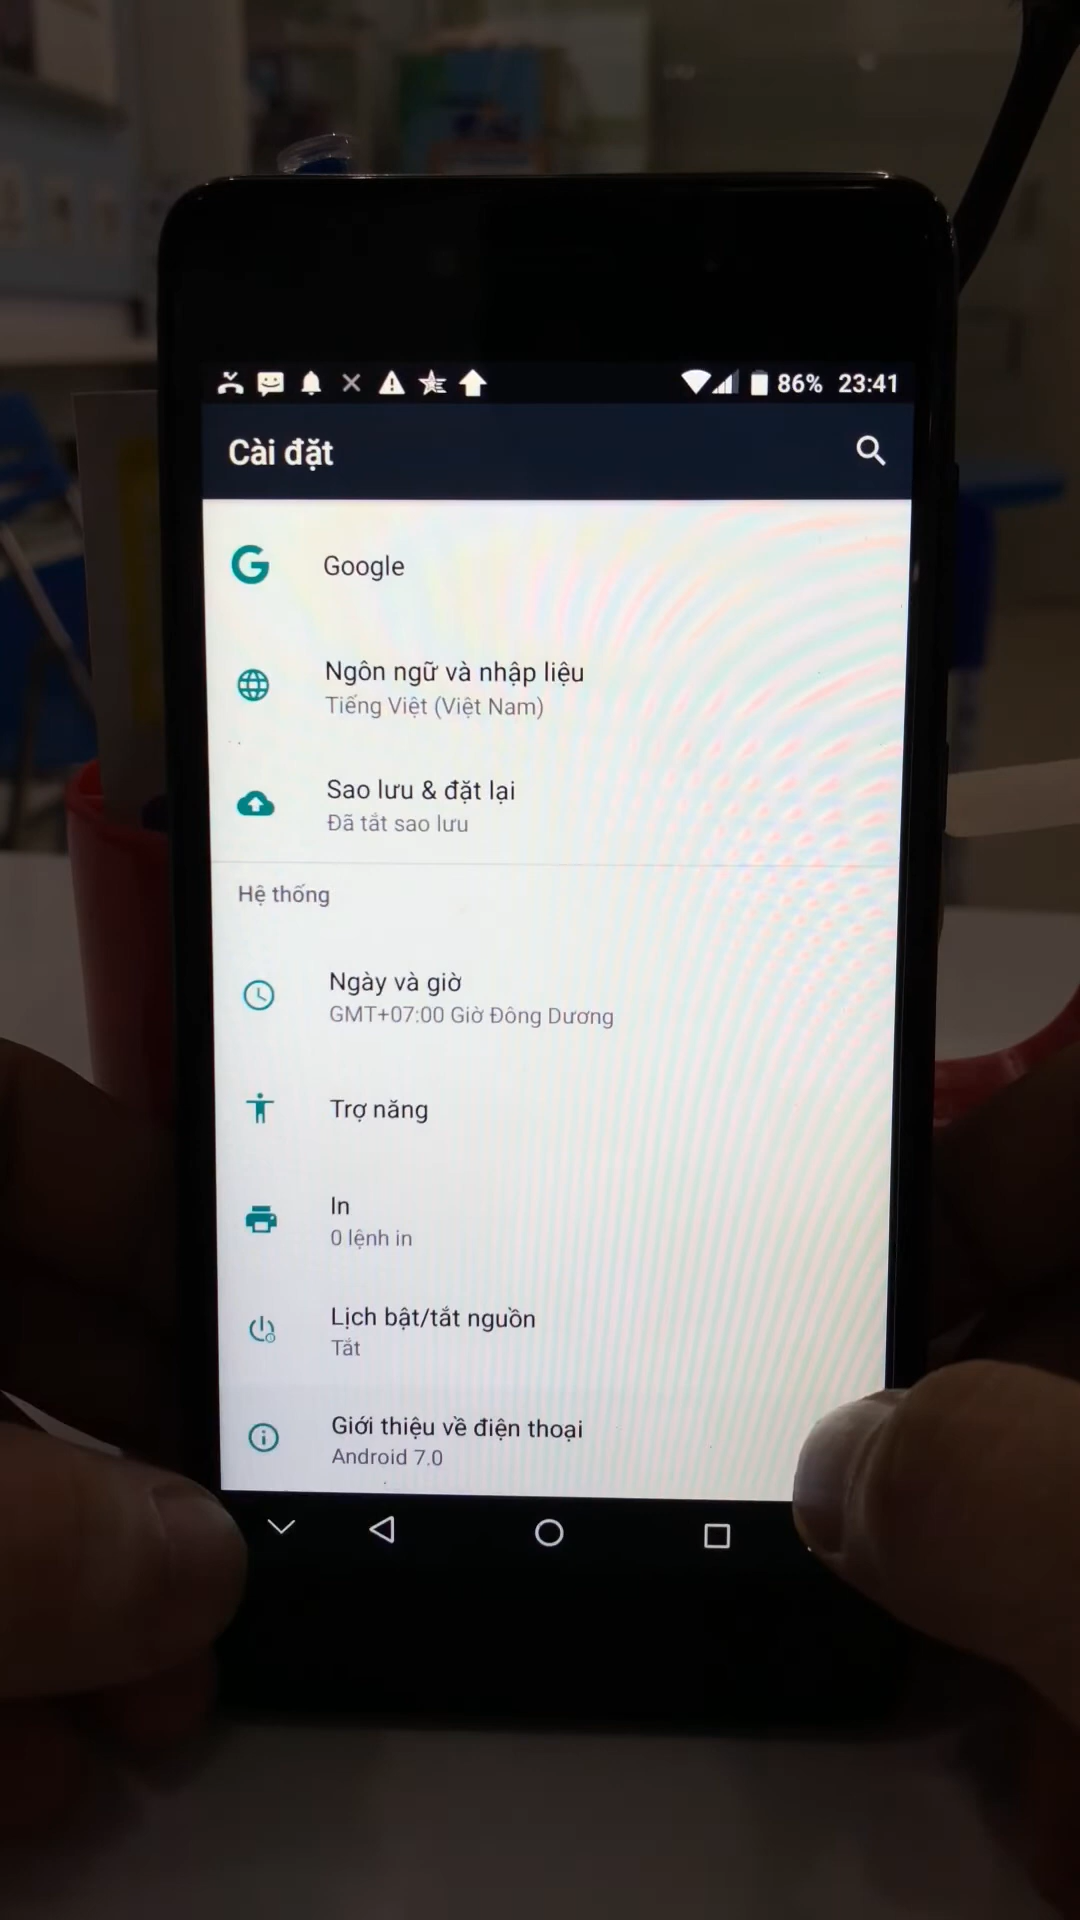 86% 23:41
Cài đặt
Google
Ngôn ngữ và nhập liệu
Tiếng Việt (Việt Nam)
Sao lưu & đặt lại
Đã tắt sao lưu
Hệ thống
Ngày và giờ
GMT+07:00 Giờ Đông Dương
Trợ năng
In
0 lệnh in
Lịch bật/tắt nguồn
Tắt
Giới thiệu về điện thoại
Android 7.0